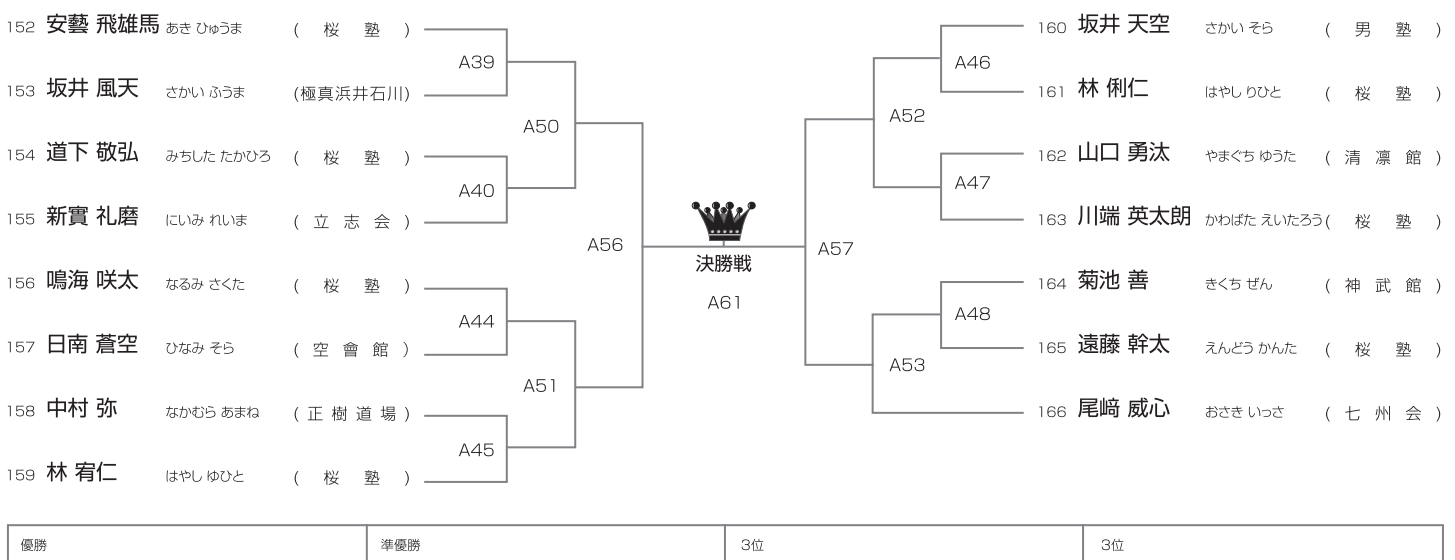 152 安藝 飛雄馬 あき ひゅうま ( 桜 塾 )
153 坂井 風天 さかい ふうま (極真浜井石川)
154 道下 敬弘 みちした たかひろ ( 桜 塾 )
155 新實 礼磨 にいみ れいま ( 立 志 会 )
156 鳴海 咲太 なるみ さくた ( 桜 塾 )
157 日南 蒼空 ひなみ そら ( 空 會 館 )
158 中村 弥 なかむら あまね ( 正 樹 道 場 )
159 林 宥仁 はやし ゆひと ( 桜 塾 )
A39
A40
A44
A45
A50
A51
A56
決勝戦
A61
A57
A52
A53
A46
A47
A48
160 坂井 天空 さかい そら ( 男 塾 )
161 林 俐仁 はやし りひと ( 桜 塾 )
162 山口 勇汰 やまぐち ゆうた ( 清 凛 館 )
163 川端 英太朗 かわばた えいたろう( 桜 塾 )
164 菊池 善 きくち ぜん ( 神 武 館 )
165 遠藤 幹太 えんどう かんた ( 桜 塾 )
166 尾﨑 威心 おさき いっさ ( 七 州 会 )
優勝 準優勝 3位 3位